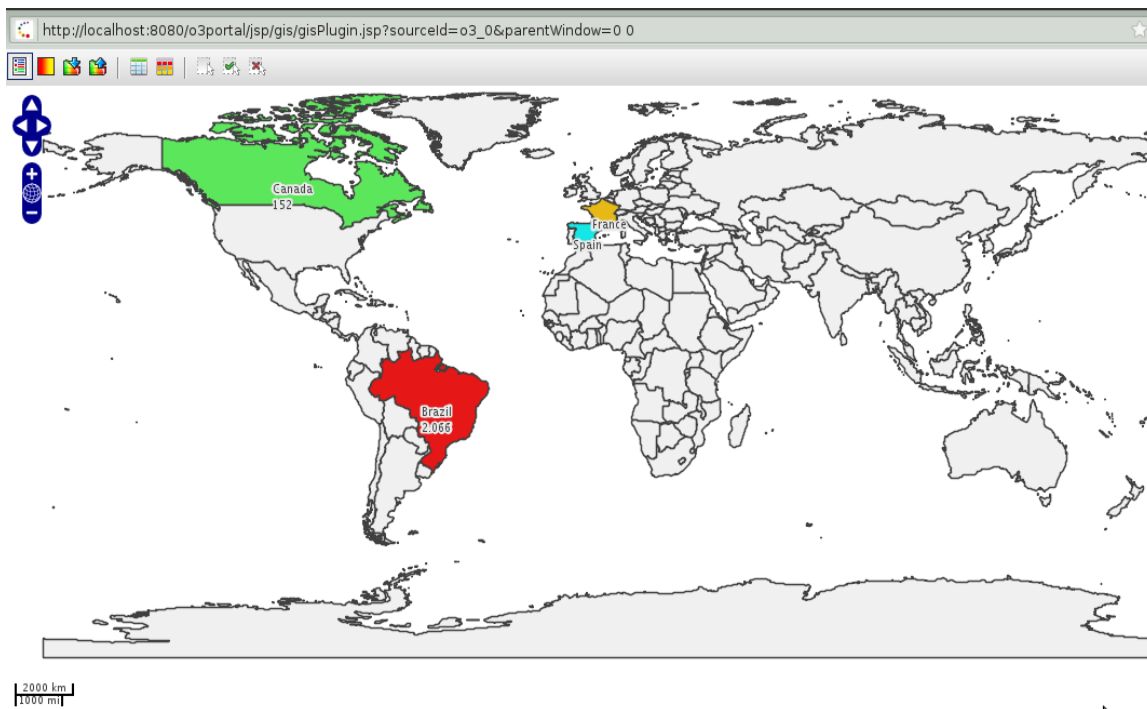 http://localhost:8080/o3portal/jsp/gis/gisPlugin.jsp?sourceId=o3_0&parentWindow=0 0
Canada
152
France
Spain
Brazil
2.066
2000 km
1000 mi